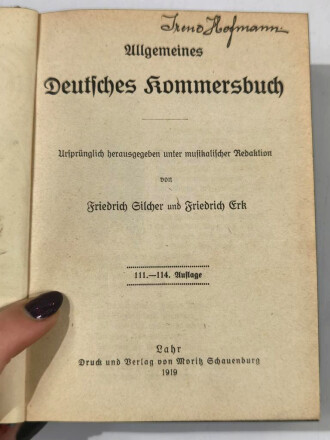 Irene Hofmann
Allgemeines
Deutsches Kommersbuch
Ursprünglich herausgegeben unter musikalischer Redaktion
von
Friedrich Silcher und Friedrich Erk
111.—114. Auflage
Lahr
Druck und Verlag von Moritz Schauenburg
1919